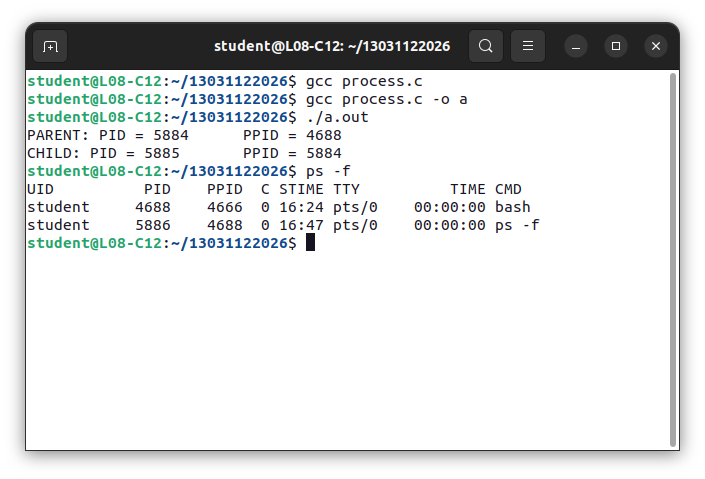 student@L08-C12: ~/13031122026
student@L08-C12:~/13031122026$ gcc process.c
student@L08-C12:~/13031122026$ gcc process.c -o a
student@L08-C12:~/13031122026$ ./a.out
PARENT: PID = 5884      PPID = 4688
CHILD: PID = 5885       PPID = 5884
student@L08-C12:~/13031122026$ ps -f
UID          PID    PPID  C STIME TTY          TIME CMD
student     4688    4666  0 16:24 pts/0    00:00:00 bash
student     5886    4688  0 16:47 pts/0    00:00:00 ps -f
student@L08-C12:~/13031122026$